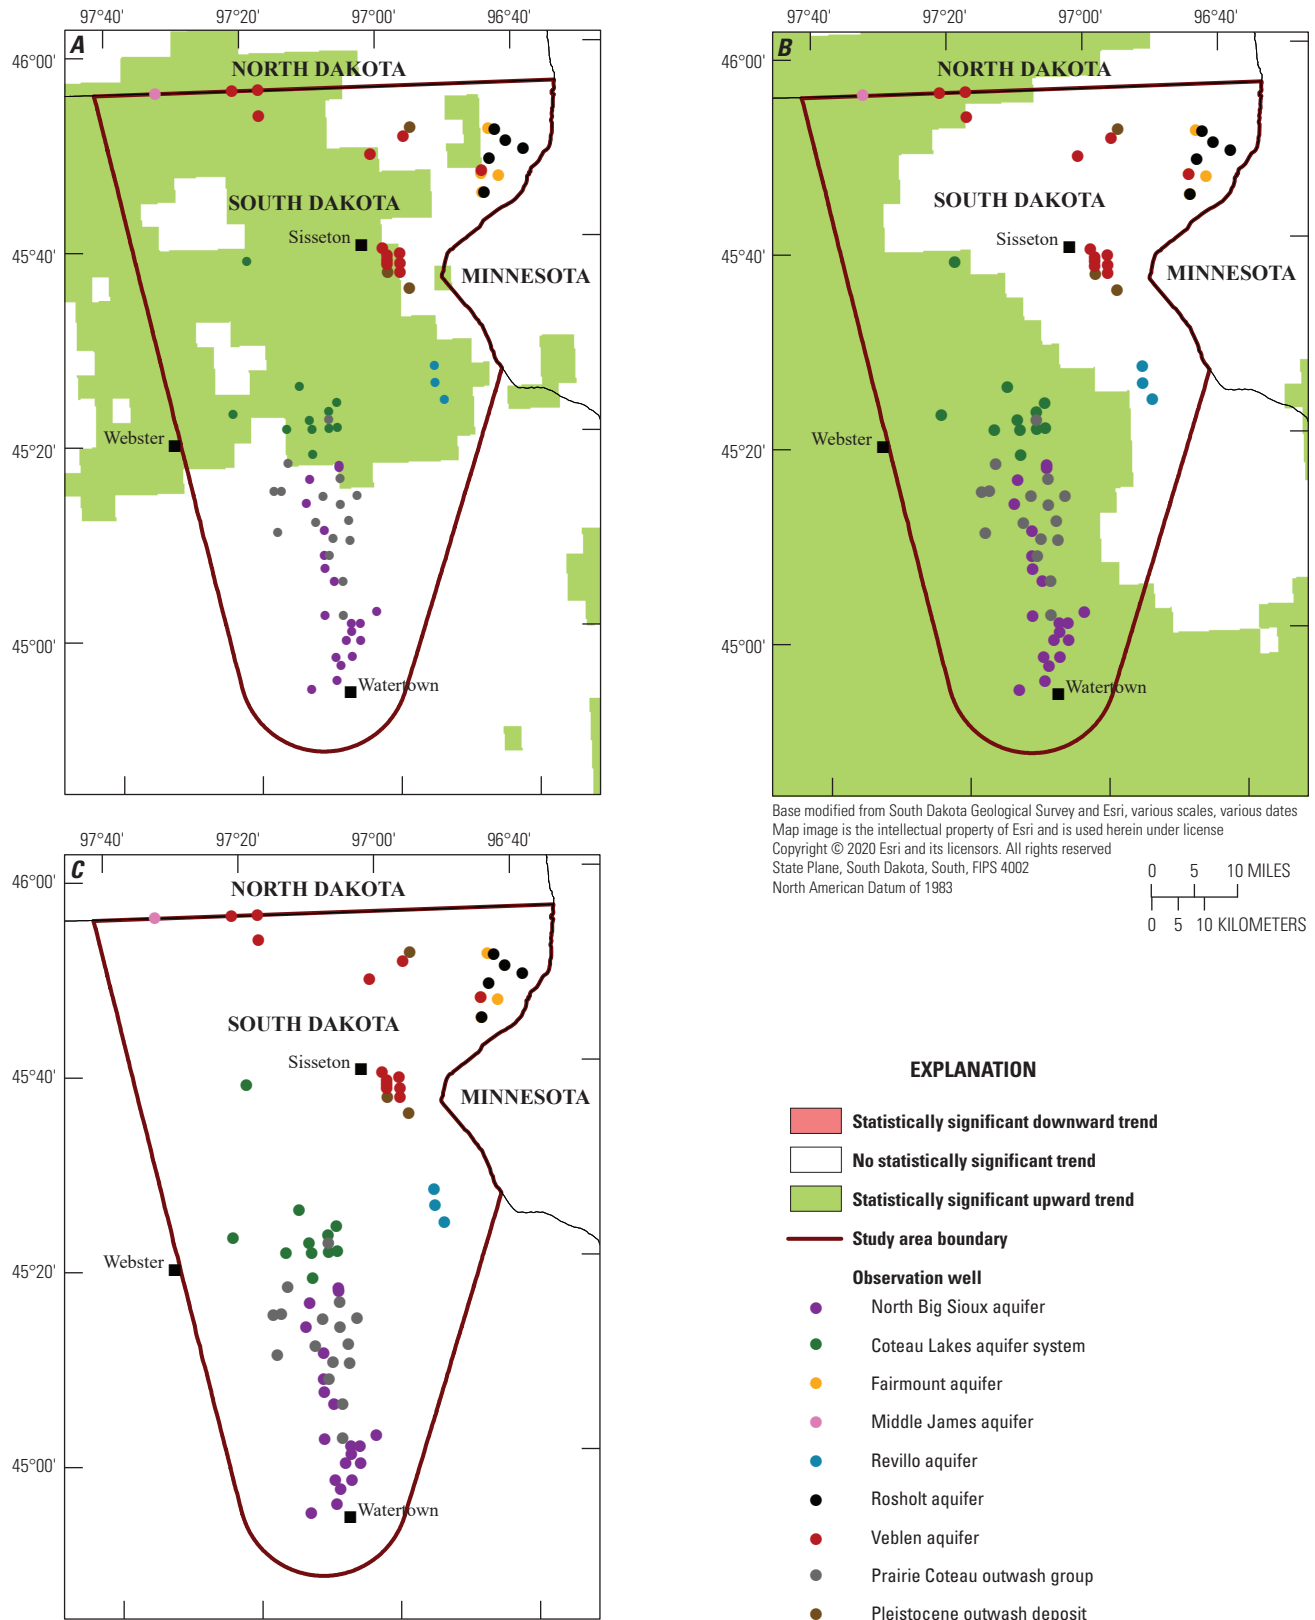 97°40' 97°20' 97°00' 96°40'
A
46°00'
NORTH DAKOTA
SOUTH DAKOTA
Sisseton
45°40'
MINNESOTA
Webster
45°20'
45°00'
Watertown
97°40' 97°20' 97°00' 96°40'
B
46°00'
NORTH DAKOTA
SOUTH DAKOTA
Sisseton
45°40'
MINNESOTA
Webster
45°20'
45°00'
Watertown
Base modified from South Dakota Geological Survey and Esri, various scales, various dates
Map image is the intellectual property of Esri and is used herein under license
Copyright © 2020 Esri and its licensors. All rights reserved
State Plane, South Dakota, South, FIPS 4002
North American Datum of 1983
0 5 10 MILES
0 5 10 KILOMETERS
97°40' 97°20' 97°00' 96°40'
C
46°00'
NORTH DAKOTA
SOUTH DAKOTA
Sisseton
45°40'
MINNESOTA
Webster
45°20'
45°00'
Watertown
EXPLANATION
Statistically significant downward trend
No statistically significant trend
Statistically significant upward trend
Study area boundary
Observation well
North Big Sioux aquifer
Coteau Lakes aquifer system
Fairmount aquifer
Middle James aquifer
Revillo aquifer
Rosholt aquifer
Veblen aquifer
Prairie Coteau outwash group
Pleistocene outwash deposit